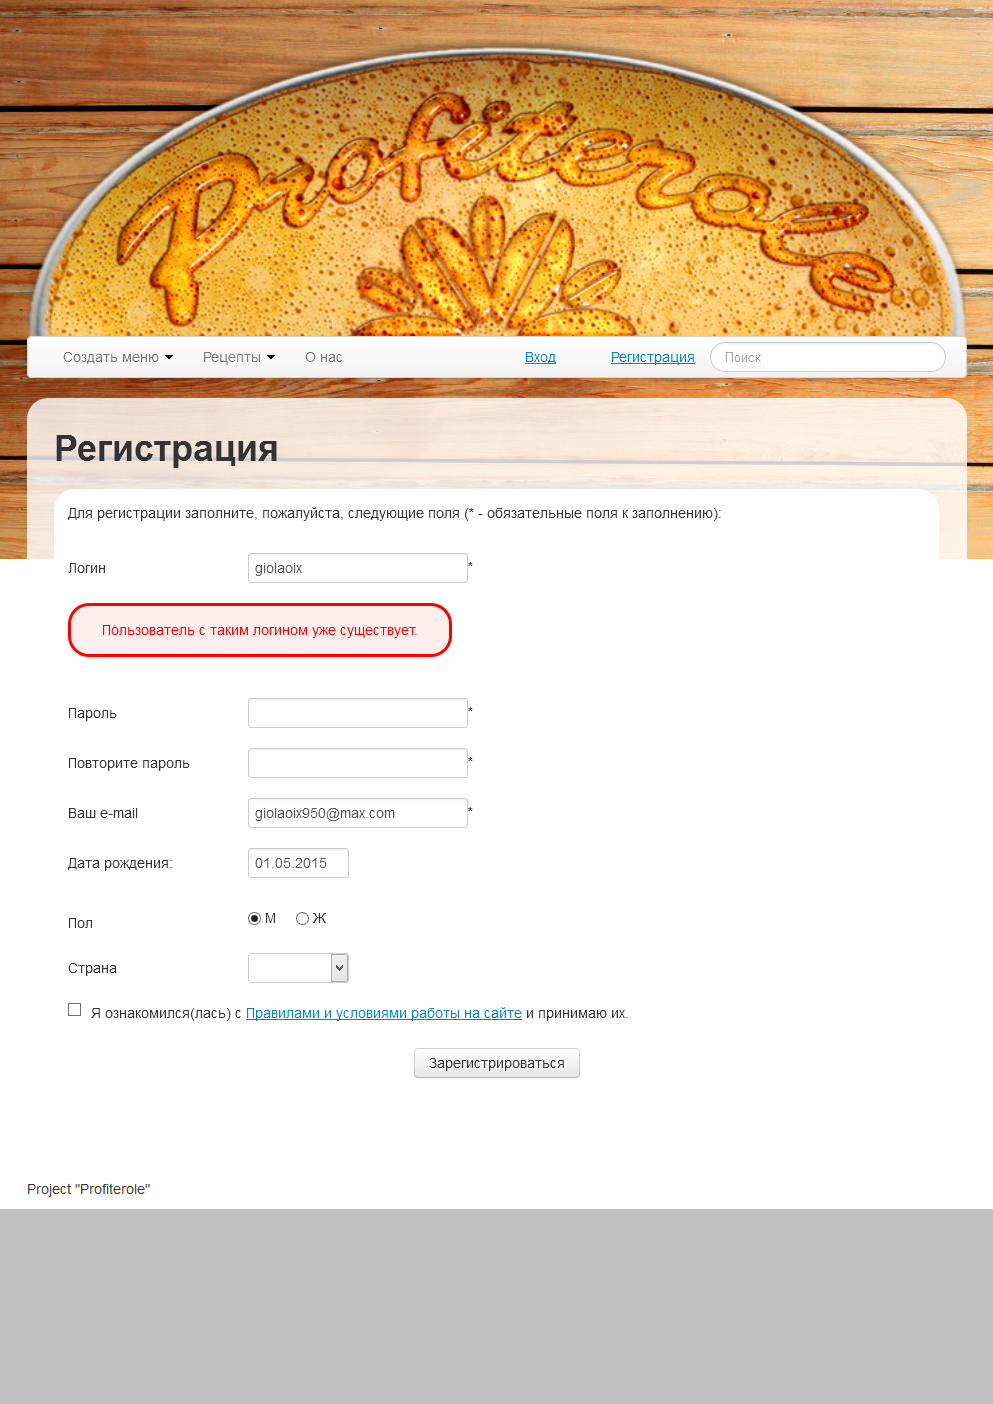 Profiterole
Создать меню Рецепты О нас Вход Регистрация Поиск
Регистрация
Для регистрации заполните, пожалуйста, следующие поля (* - обязательные поля к заполнению):
Логин giolaoix *
Пользователь с таким логином уже существует.
Пароль *
Повторите пароль *
Ваш e-mail giolaoix950@max.com *
Дата рождения: 01.05.2015
Пол М Ж
Страна
Я ознакомился(лась) с Правилами и условиями работы на сайте и принимаю их.
Зарегистрироваться
Project "Profiterole"